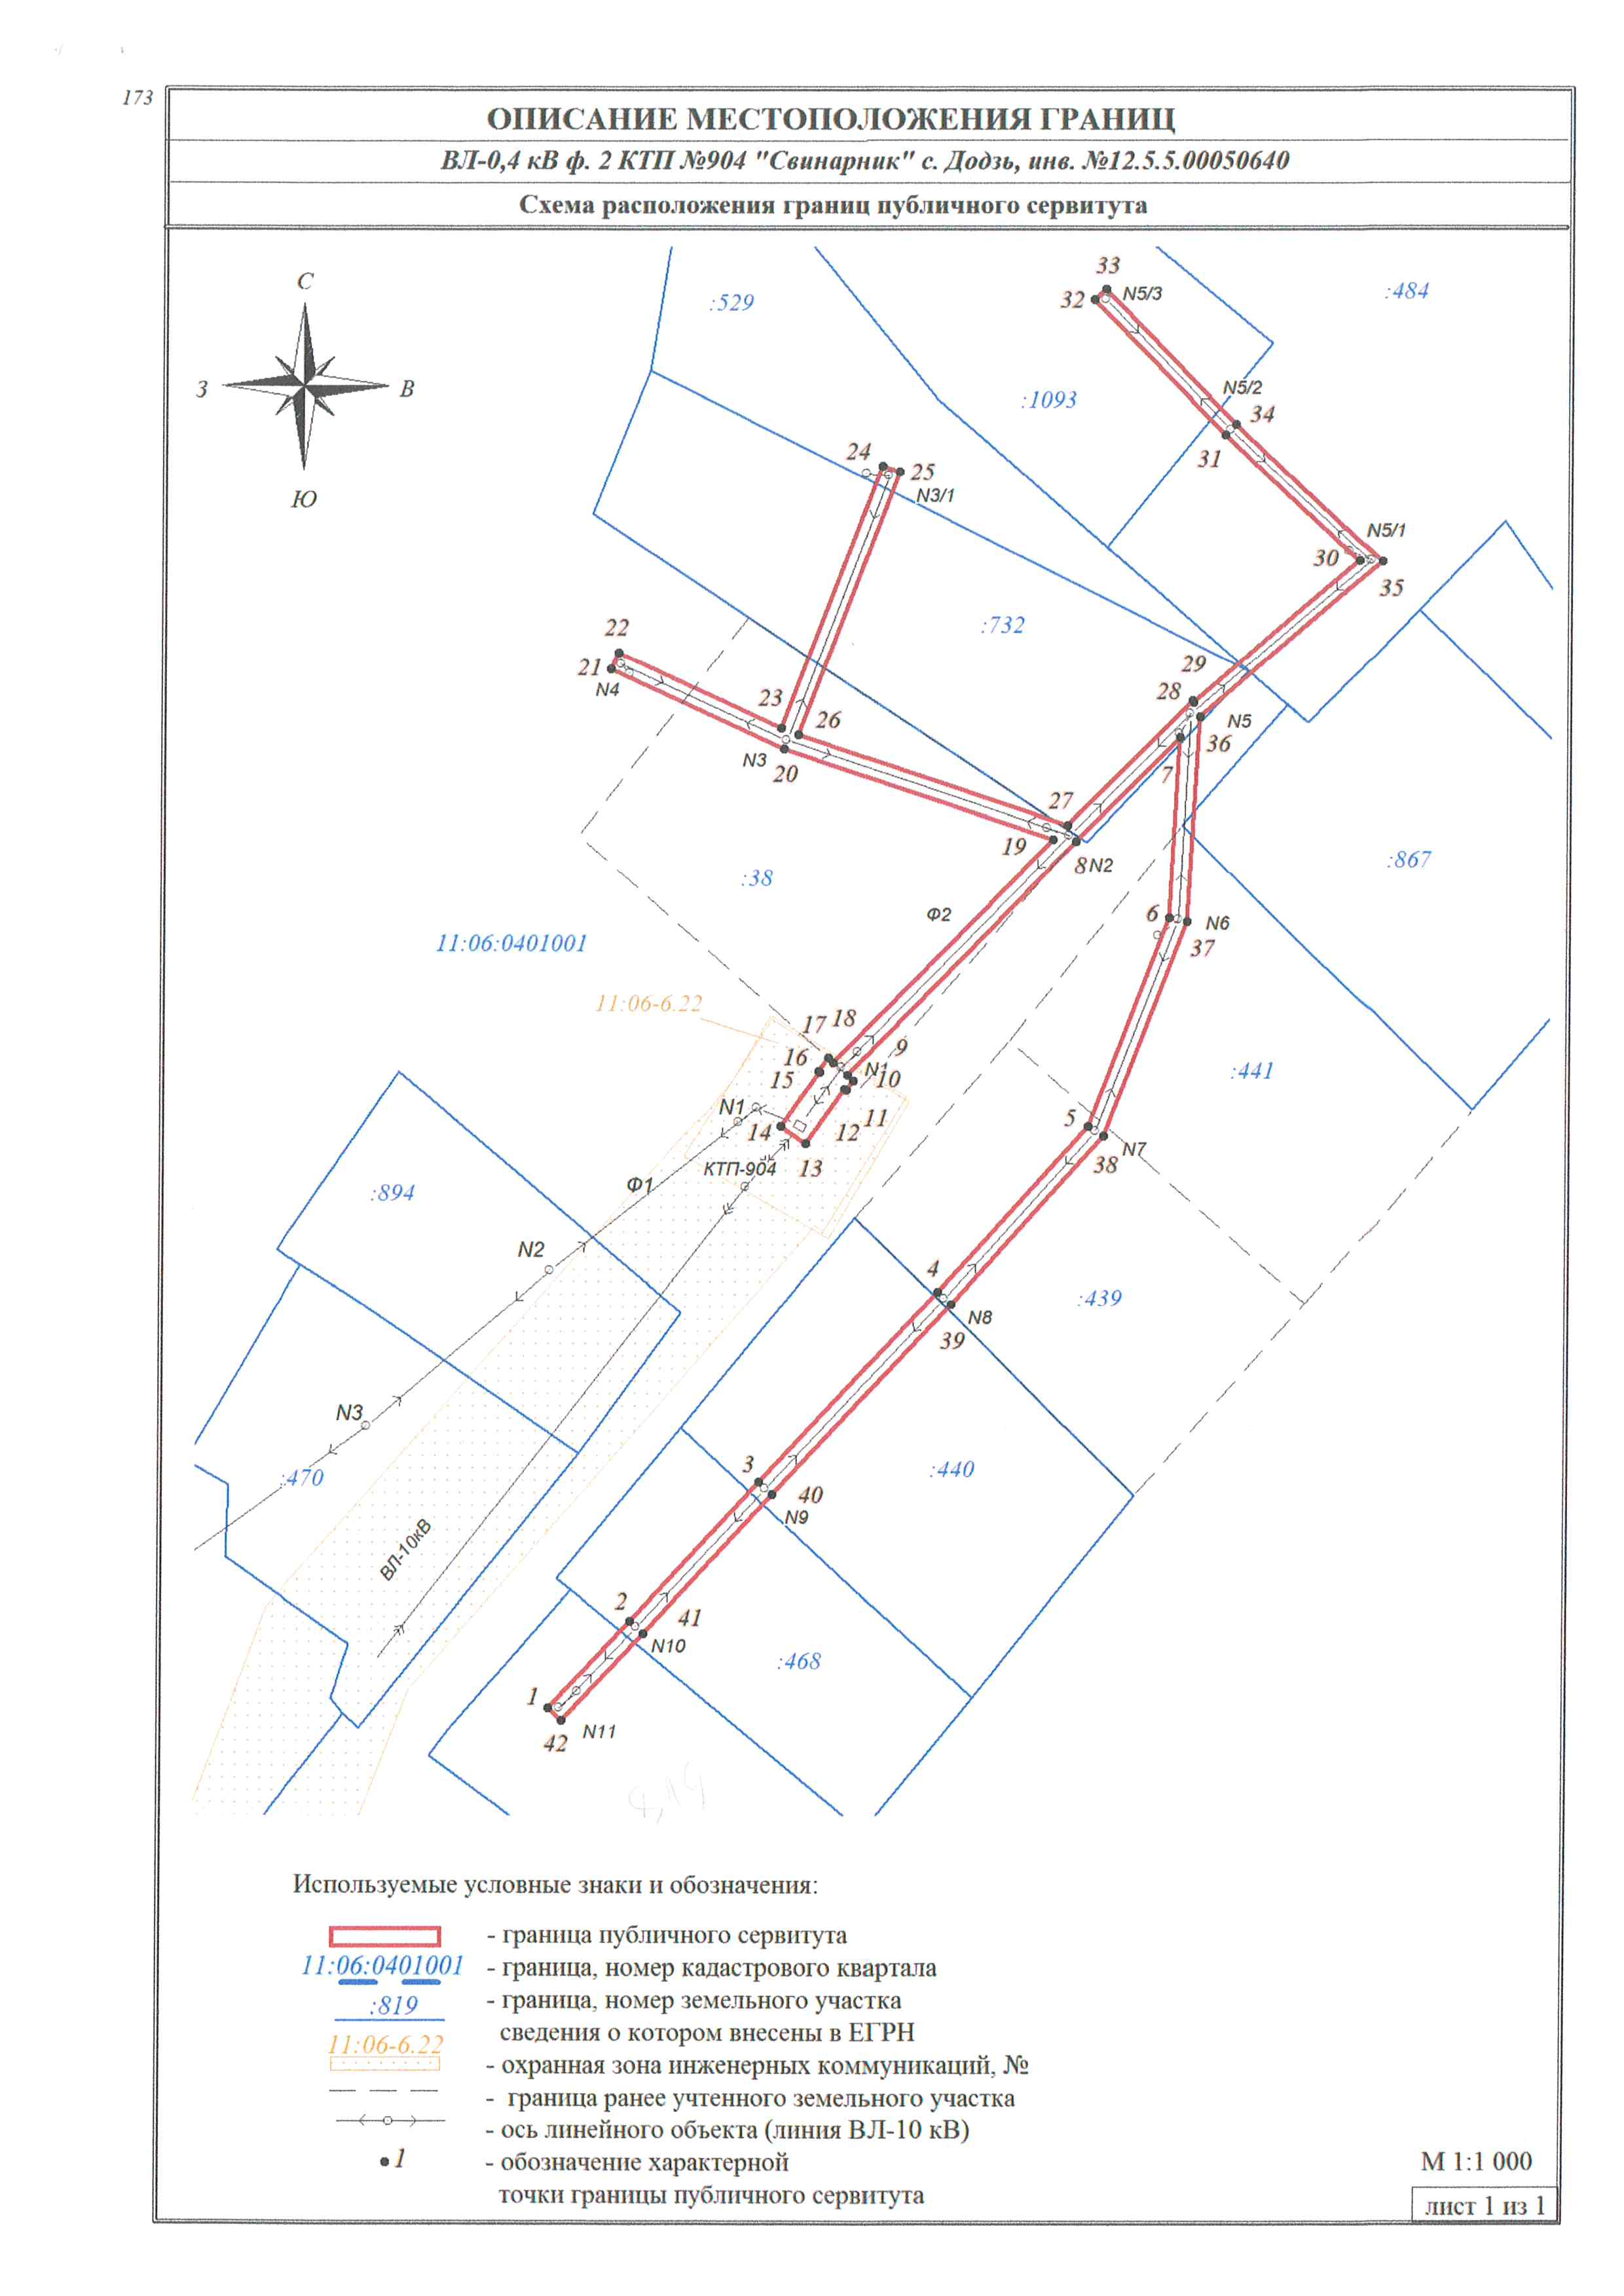 173
ОПИСАНИЕ МЕСТОПОЛОЖЕНИЯ ГРАНИЦ
ВЛ-0,4 кВ ф. 2 КТП №904 "Свинарник" с. Додзь, инв. №12.5.5.00050640
Схема расположения границ публичного сервитута
С
З
В
Ю
:529
33
32
N5/3
:484
:1093
N5/2
34
31
24
25
N3/1
N5/1
30
35
22
21
N4
:732
29
28
N5
36
23
26
N3
20
7
27
19
8
N2
:867
:38
Ф2
6
N6
37
11:06:0401001
11:06-6.22
17
18
16
9
15
N1
10
:441
N1
14
12
11
5
N7
38
13
КТП-904
Ф1
:894
N2
4
N8
39
:439
N3
:470
3
40
N9
:440
ВЛ-10кВ
2
41
N10
:468
1
N11
42
Используемые условные знаки и обозначения:
- граница публичного сервитута
11:06:0401001 - граница, номер кадастрового квартала
:819 - граница, номер земельного участка
сведения о котором внесены в ЕГРН
11:06-6.22
- охранная зона инженерных коммуникаций, №
- граница ранее учтенного земельного участка
- ось линейного объекта (линия ВЛ-10 кВ)
1 - обозначение характерной
точки границы публичного сервитута
М 1:1 000
лист 1 из 1